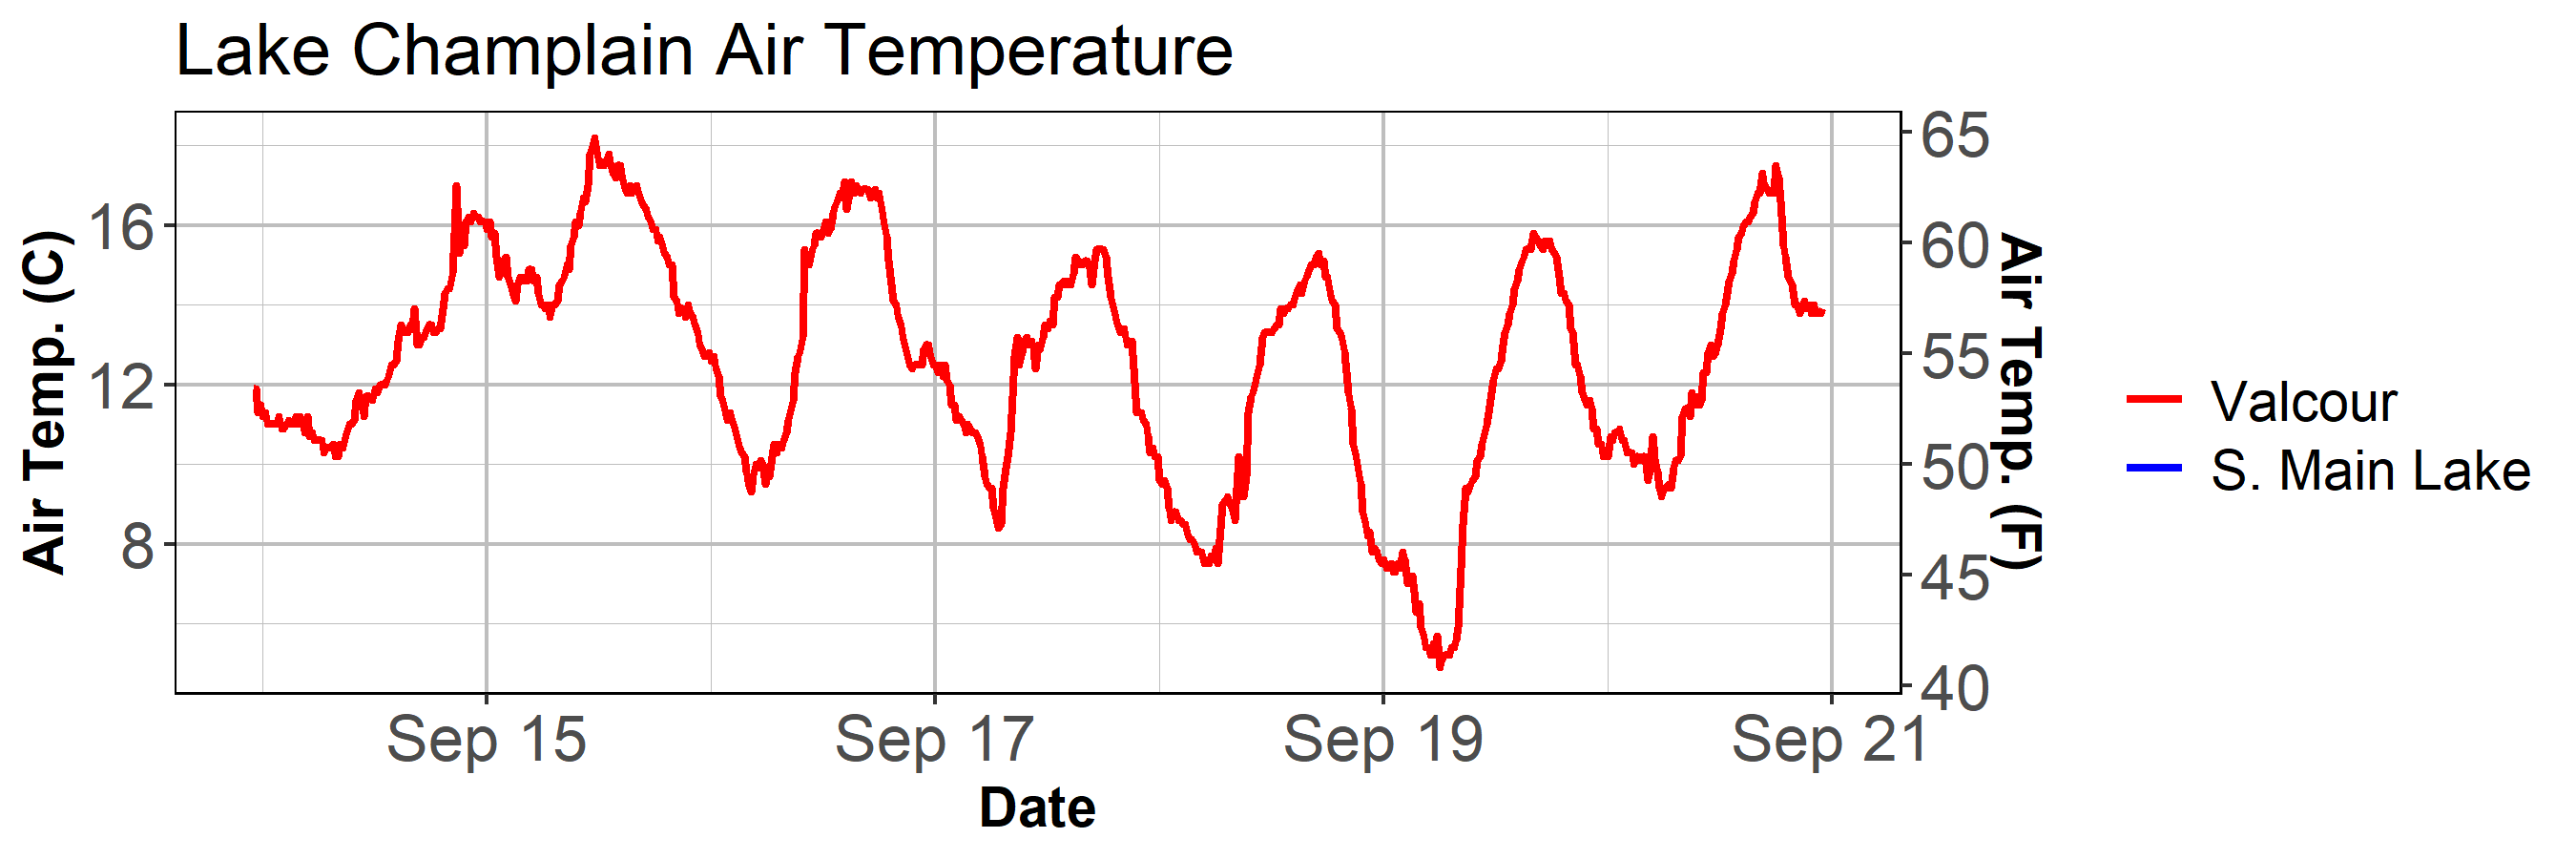 Lake Champlain Air Temperature
Air Temp. (C)
16
12
8
65
60
55
50
45
40
Air Temp. (F)
Sep 15
Sep 17
Sep 19
Sep 21
Date
Valcour
S. Main Lake